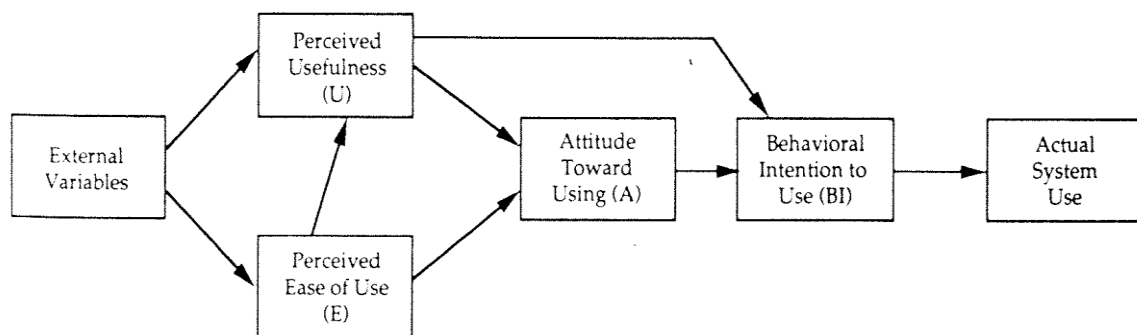 Perceived
Usefulness
(U)
External
Variables
Attitude
Toward
Using (A)
Behavioral
Intention to
Use (BI)
Actual
System
Use
Perceived
Ease of Use
(E)